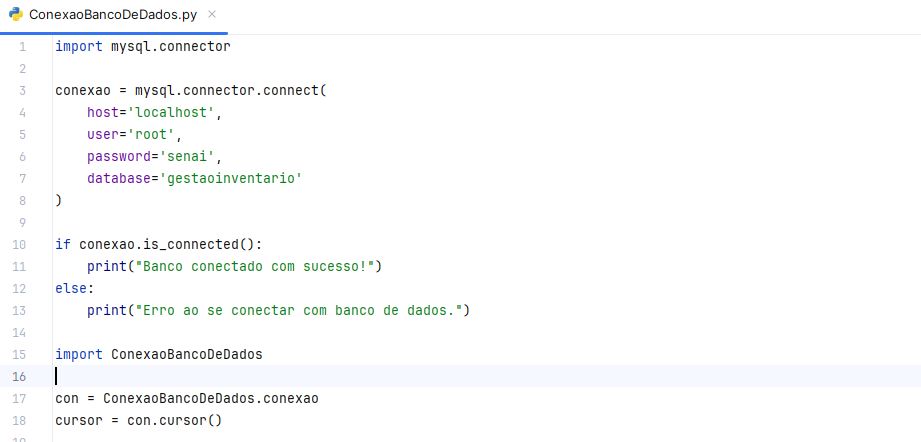 ConexaoBancoDeDados.py ×
1 import mysql.connector
2
3 conexao = mysql.connector.connect(
4     host='localhost',
5     user='root',
6     password='senai',
7     database='gestaoinventario'
8 )
9
10 if conexao.is_connected():
11     print("Banco conectado com sucesso!")
12 else:
13     print("Erro ao se conectar com banco de dados.")
14
15 import ConexaoBancoDeDados
16
17 con = ConexaoBancoDeDados.conexao
18 cursor = con.cursor()